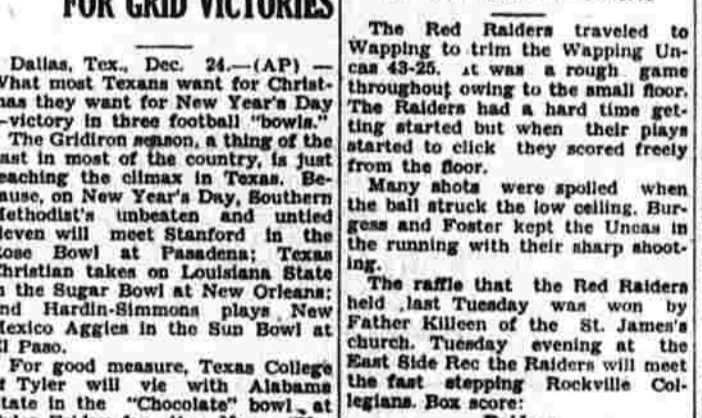 FOR GRID VICTORIES
Dallas, Tex., Dec. 24.—(AP) —
What most Texans want for Christ-
mas they want for New Year's Day
—victory in three football "bowls."
The Gridiron season, a thing of the
past in most of the country, is just
reaching the climax in Texas. Be-
cause, on New Year's Day, Southern
Methodist's unbeaten and untied
eleven will meet Stanford in the
Rose Bowl at Pasadena; Texas
Christian takes on Louisiana State
in the Sugar Bowl at New Orleans;
and Hardin-Simmons plays New
Mexico Aggies in the Sun Bowl at
El Paso.
For good measure, Texas College
of Tyler will vie with Alabama
State in the "Chocolate" bowl, at
The Red Raiders traveled to
Wapping to trim the Wapping Un-
cas 43-25. It was a rough game
throughout owing to the small floor.
The Raiders had a hard time get-
ting started but when their plays
started to click they scored freely
from the floor.
Many shots were spoiled when
the ball struck the low ceiling. Bur-
gess and Foster kept the Uncas in
the running with their sharp shoot-
ing.
The raffle that the Red Raiders
held last Tuesday was won by
Father Killeen of the St. James's
church. Tuesday evening at the
East Side Rec the Raiders will meet
the fast stepping Rockville Col-
legians. Box score: